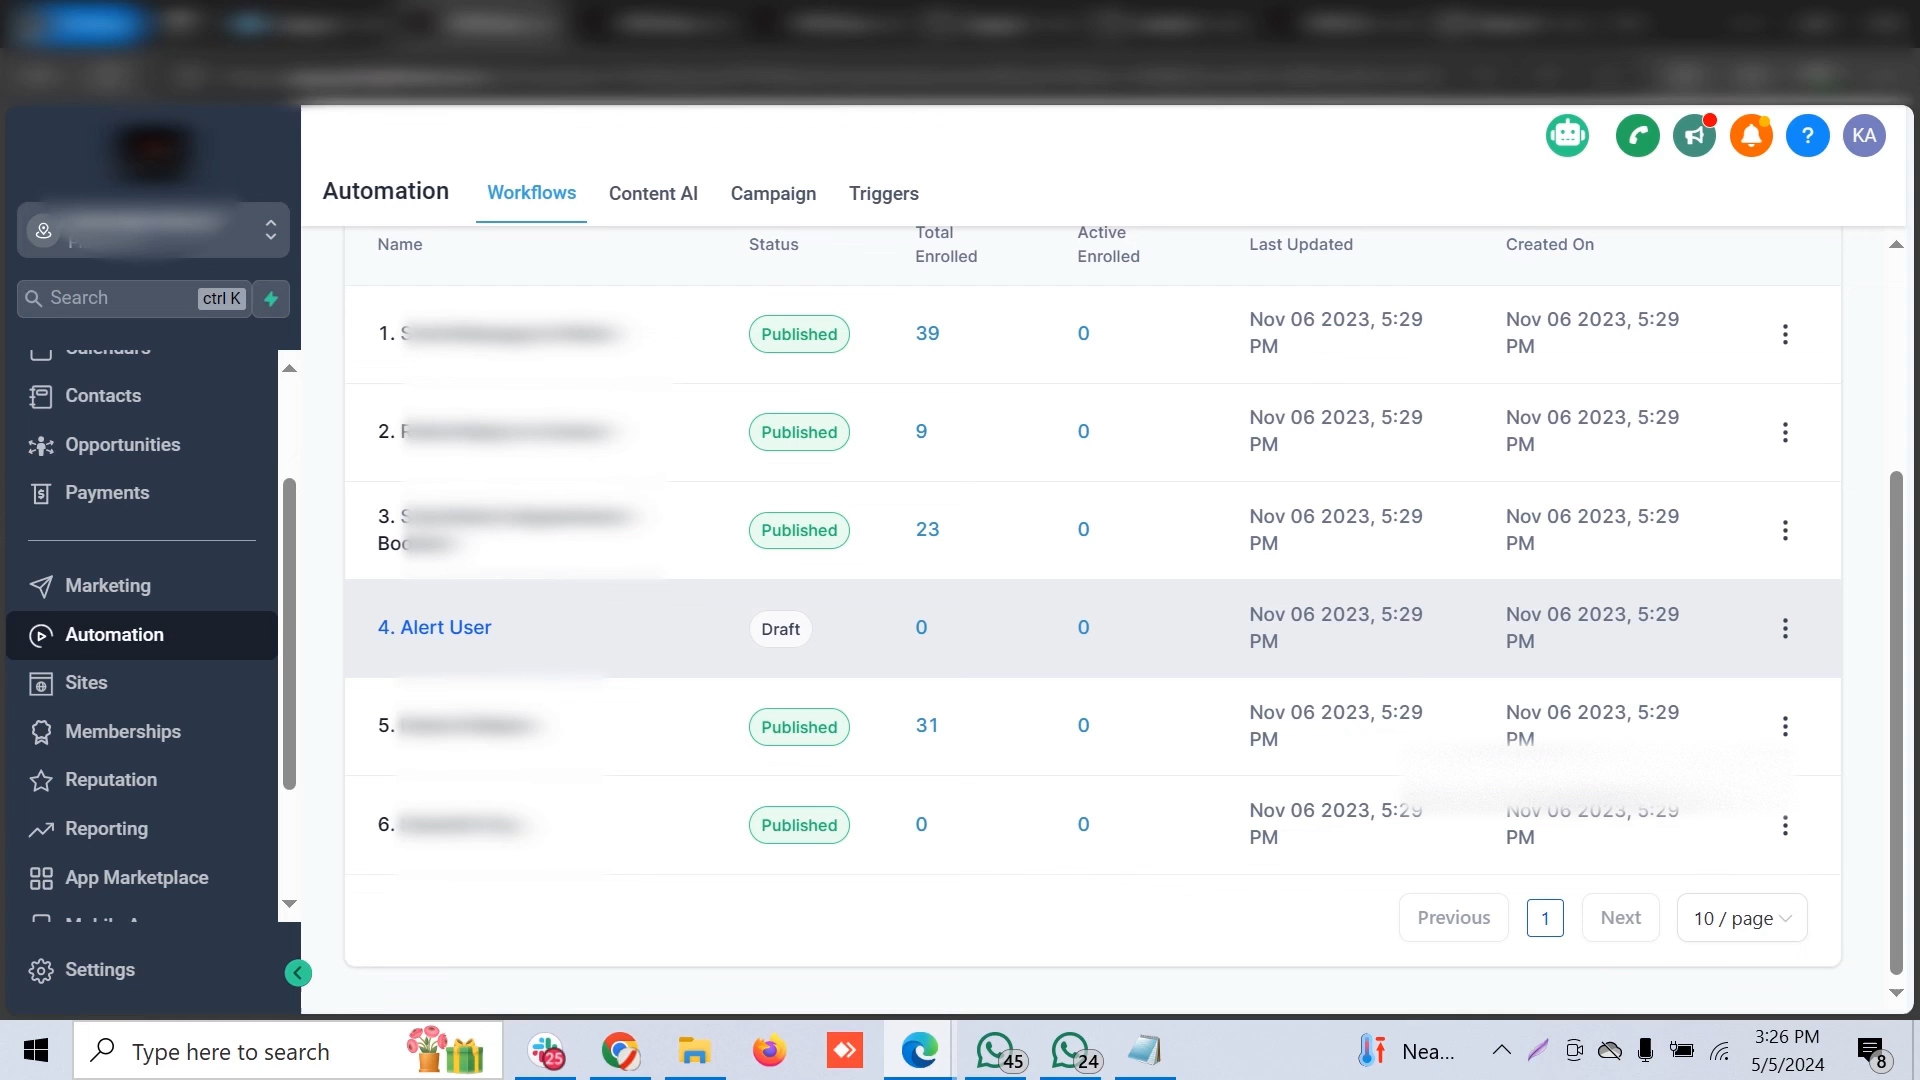 KA
Automation
Workflows
Content AI
Campaign
Triggers
Search
ctrl K
Calendars
Contacts
Opportunities
Payments
Marketing
Automation
Sites
Memberships
Reputation
Reporting
App Marketplace
Settings
Name
Status
Total
Enrolled
Active
Enrolled
Last Updated
Created On
1.
Published
39
0
Nov 06 2023, 5:29
PM
Nov 06 2023, 5:29
PM
2.
Published
9
0
Nov 06 2023, 5:29
PM
Nov 06 2023, 5:29
PM
3.
Published
23
0
Nov 06 2023, 5:29
PM
Nov 06 2023, 5:29
PM
4. Alert User
Draft
0
0
Nov 06 2023, 5:29
PM
Nov 06 2023, 5:29
PM
5.
Published
31
0
Nov 06 2023, 5:29
PM
Nov 06 2023, 5:29
PM
6.
Published
0
0
Nov 06 2023, 5:29
PM
Nov 06 2023, 5:29
PM
Previous
1
Next
10 / page
Type here to search
25
45
24
Nea...
3:26 PM
5/5/2024
8